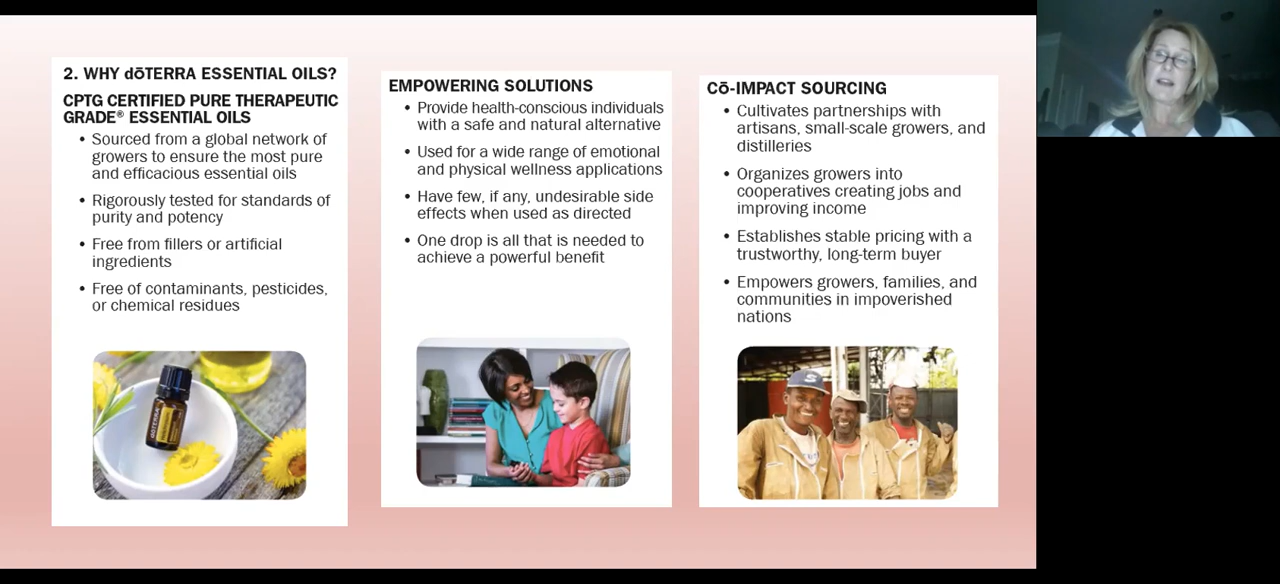 2. WHY dōTERRA ESSENTIAL OILS?
CPTG CERTIFIED PURE THERAPEUTIC
GRADE® ESSENTIAL OILS
• Sourced from a global network of
growers to ensure the most pure
and efficacious essential oils
• Rigorously tested for standards of
purity and potency
• Free from fillers or artificial
ingredients
• Free of contaminants, pesticides,
or chemical residues
dōTERRA
EMPOWERING SOLUTIONS
• Provide health-conscious individuals
with a safe and natural alternative
• Used for a wide range of emotional
and physical wellness applications
• Have few, if any, undesirable side
effects when used as directed
• One drop is all that is needed to
achieve a powerful benefit
Cō-IMPACT SOURCING
• Cultivates partnerships with
artisans, small-scale growers, and
distilleries
• Organizes growers into
cooperatives creating jobs and
improving income
• Establishes stable pricing with a
trustworthy, long-term buyer
• Empowers growers, families, and
communities in impoverished
nations